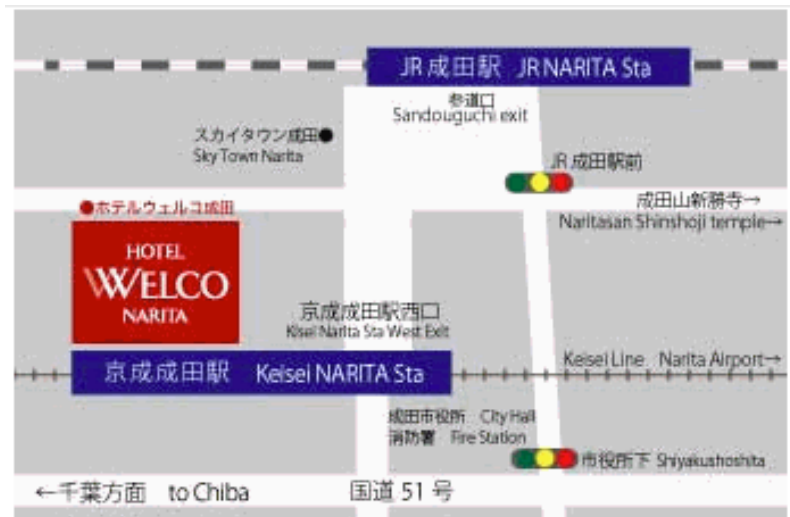 JR 成田駅 JR NARITA Sta
参道口
Sandouguchi exit
スカイタウン成田●
Sky Town Narita
JR 成田駅前
成田山新勝寺→
Naritasan Shinshoji temple→
●ホテルウェルコ成田
HOTEL
WELCO
NARITA
京成成田駅西口
Kisei Narita Sta West Exit
京成成田駅 Keisei NARITA Sta
Keisei Line Narita Airport→
成田市役所 City Hall
消防署 Fire Station
市役所下 Shiyakushoshita
←千葉方面 to Chiba
国道 51 号